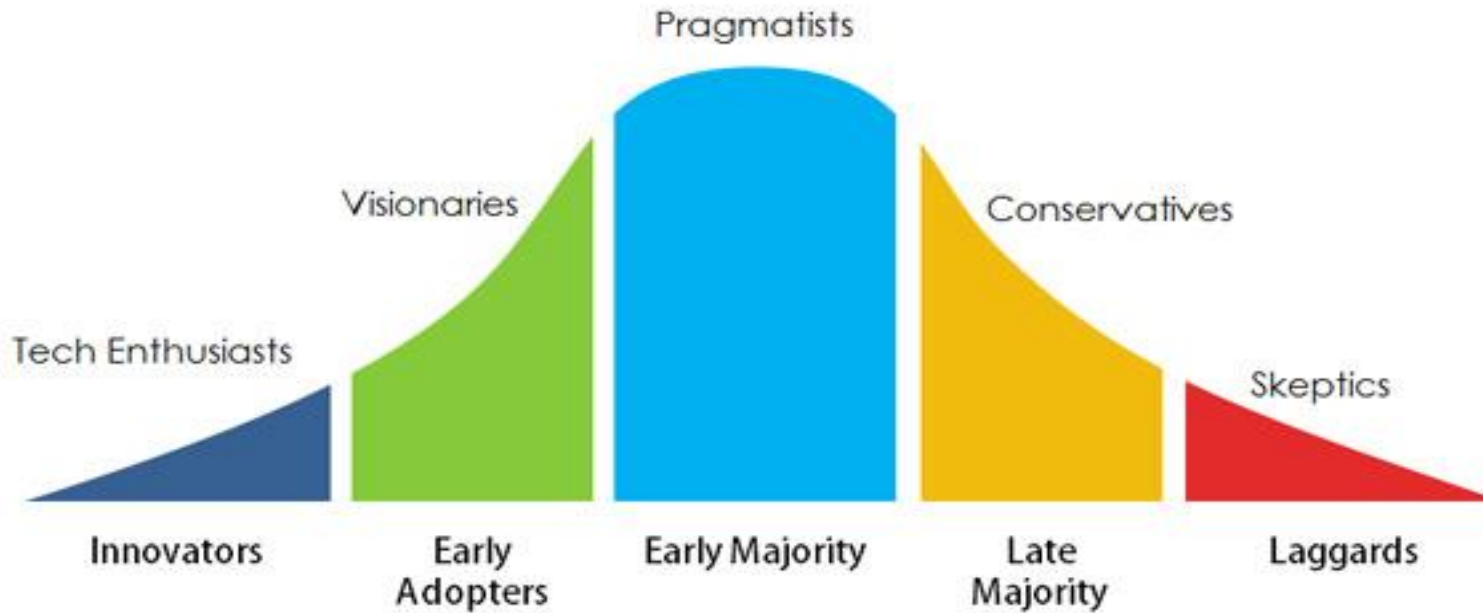 Pragmatists
Visionaries
Conservatives
Tech Enthusiasts
Skeptics
Innovators
Early
Adopters
Early Majority
Late
Majority
Laggards